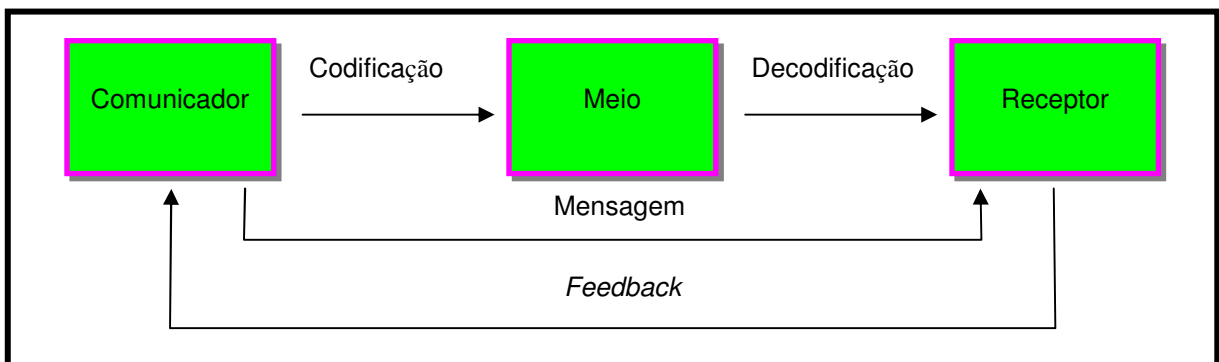 Codificação
Decodificação
Comunicador
Meio
Receptor
Mensagem
Feedback